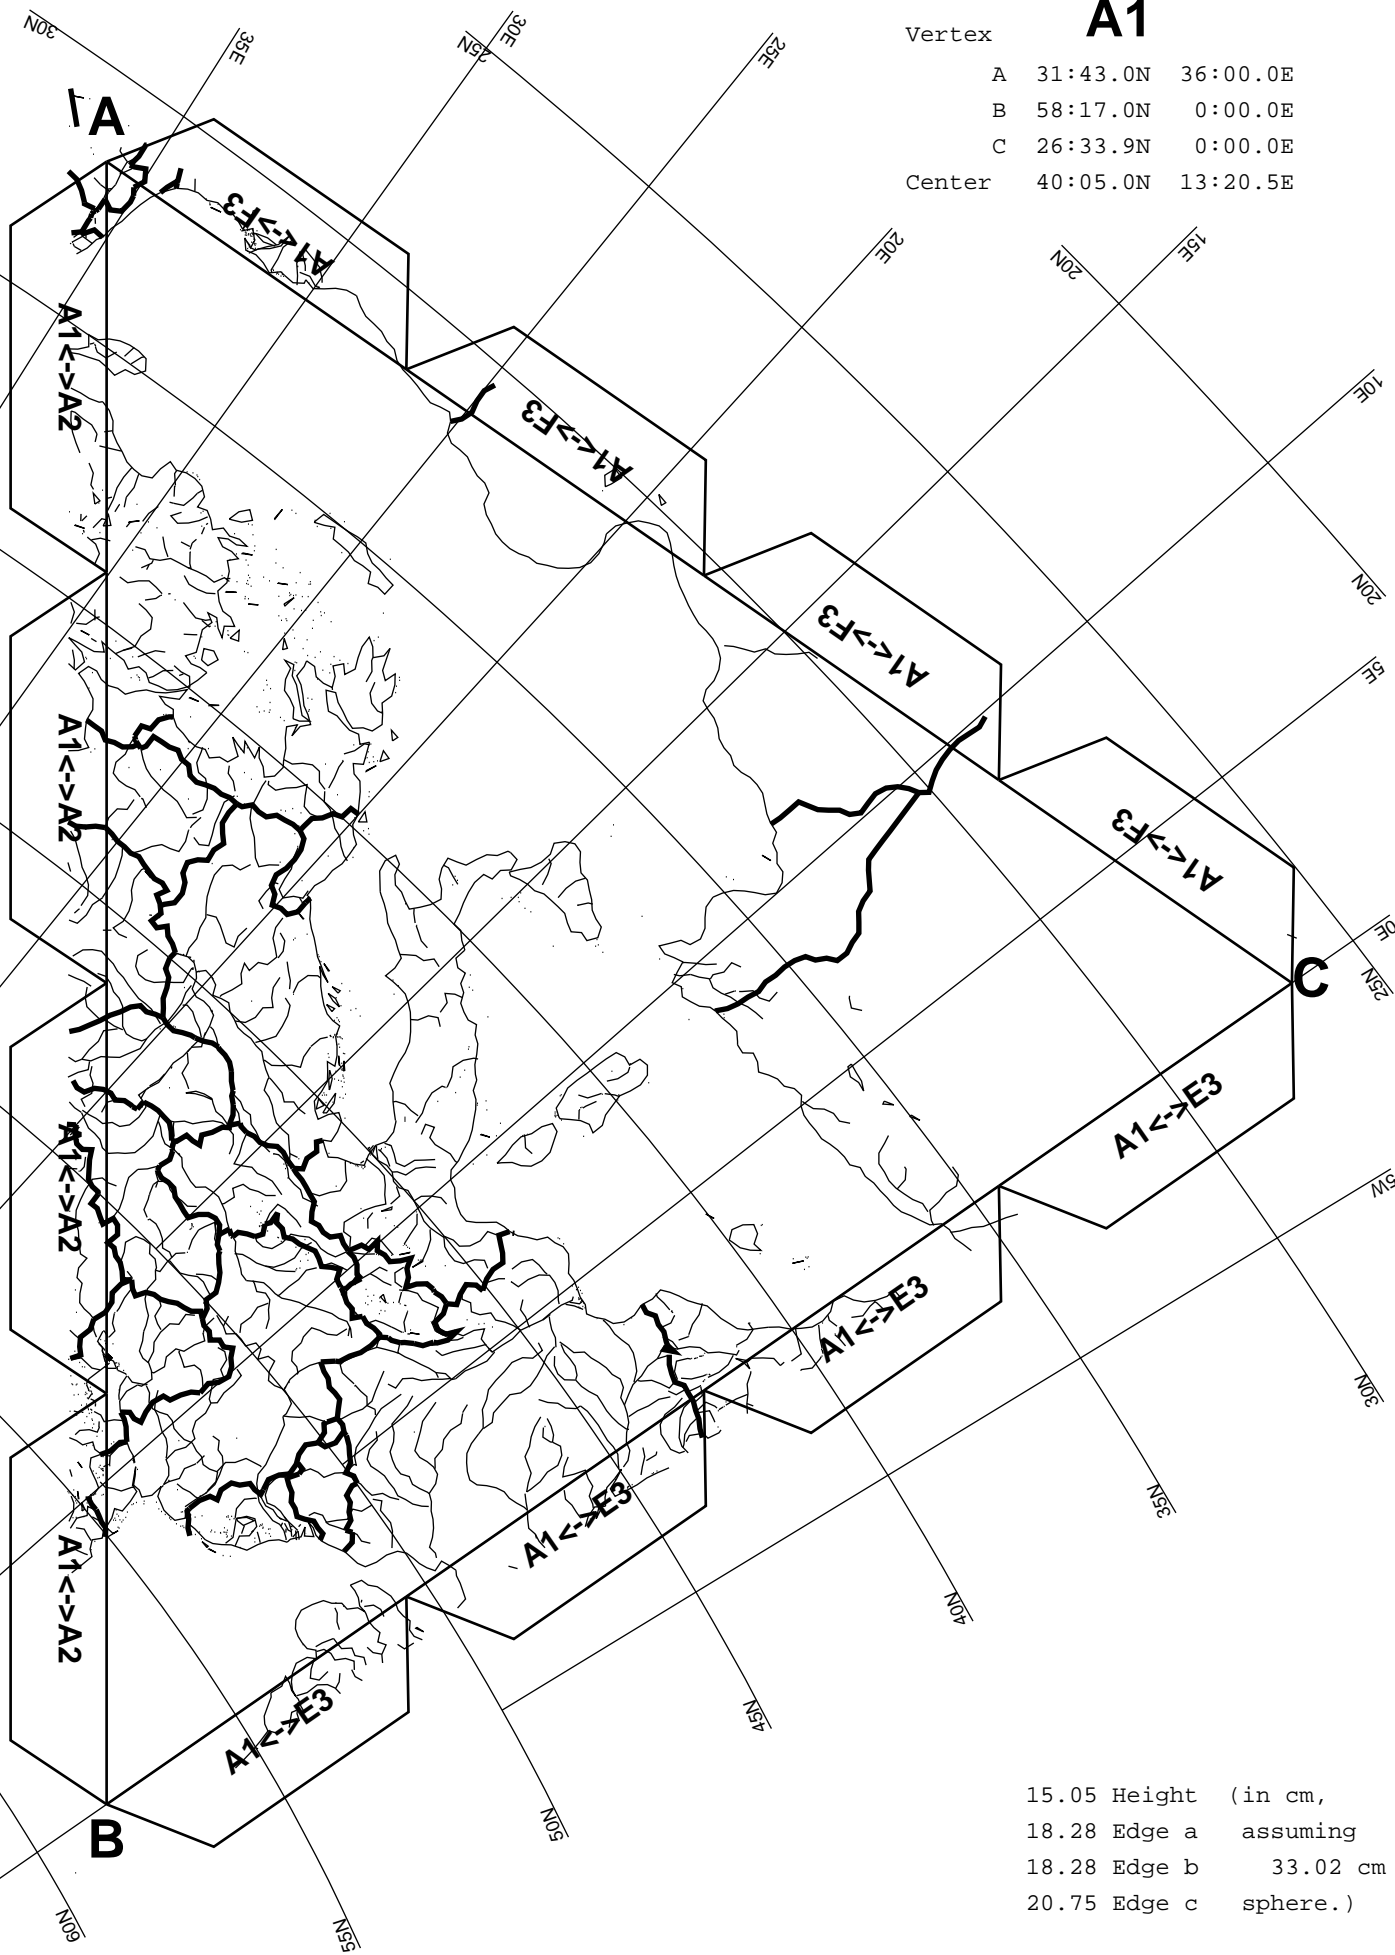 A1
Vertex
A 31:43.0N 36:00.0E
B 58:17.0N 0:00.0E
C 26:33.9N 0:00.0E
Center 40:05.0N 13:20.5E
30N
35E
25N
30E
25E
20E
20N
15E
10E
20N
5E
0E
25N
5W
30N
35N
40N
45N
50N
55N
60N
A
B
C
A1<->F3
A1<->F3
A1<->F3
A1<->F3
A1<->A2
A1<->A2
A1<->A2
A1<->A2
A1<->E3
A1<->E3
A1<->E3
A1<->E3
15.05 Height (in cm,
18.28 Edge a assuming
18.28 Edge b 33.02 cm
20.75 Edge c sphere.)